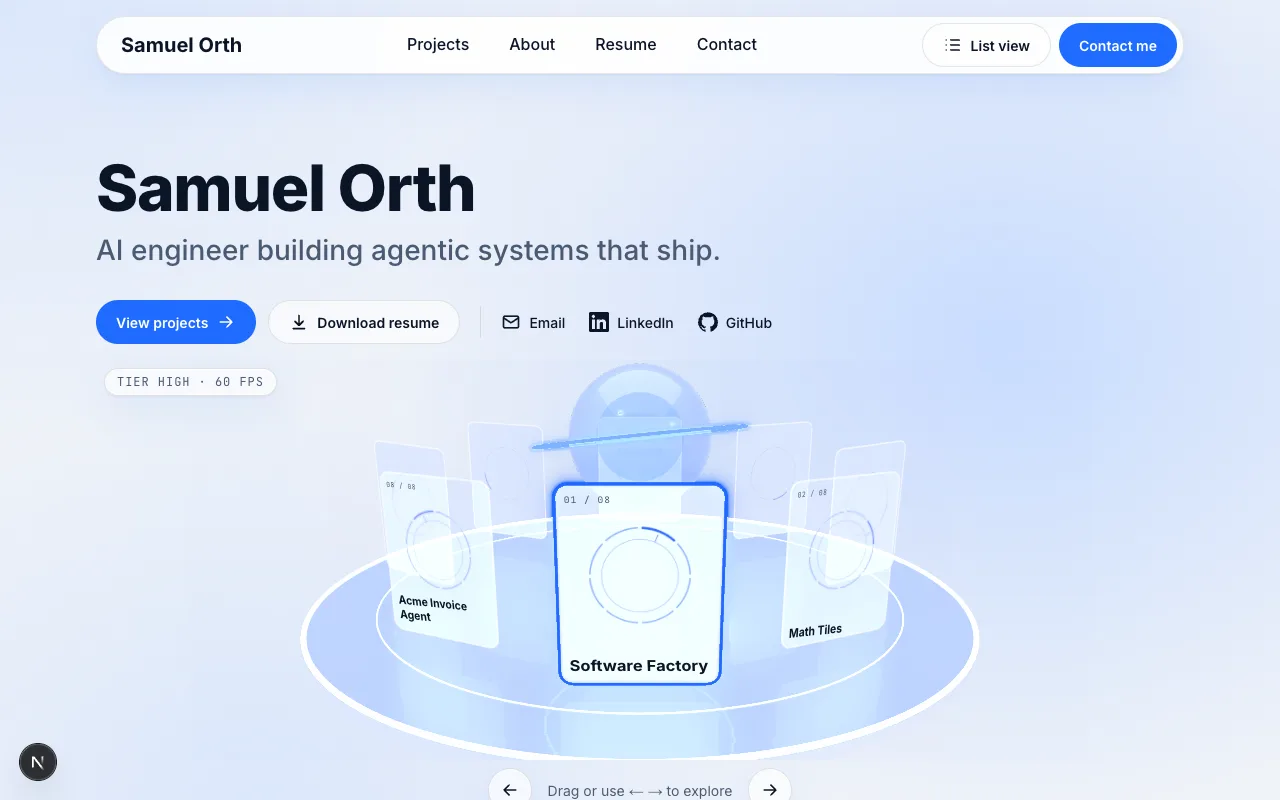 Samuel Orth
Projects
About
Resume
Contact
List view
Contact me
Samuel Orth
AI engineer building agentic systems that ship.
View projects →
Download resume
Email
LinkedIn
GitHub
TIER HIGH · 60 FPS
08 / 08
01 / 08
02 / 08
Acme Invoice
Agent
Software Factory
Math Tiles
N
← Drag or use ← → to explore →